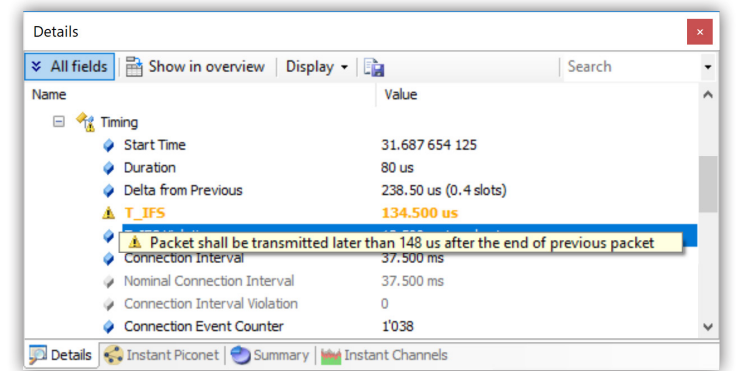 Details
All fields Show in overview Display Search
Name Value
Timing
Start Time 31.687 654 125
Duration 80 us
Delta from Previous 238.50 us (0.4 slots)
T_IFS 134.500 us
Packet shall be transmitted later than 148 us after the end of previous packet
Connection Interval 37.500 ms
Nominal Connection Interval 37.500 ms
Connection Interval Violation 0
Connection Event Counter 1'038
Details Instant Piconet Summary Instant Channels